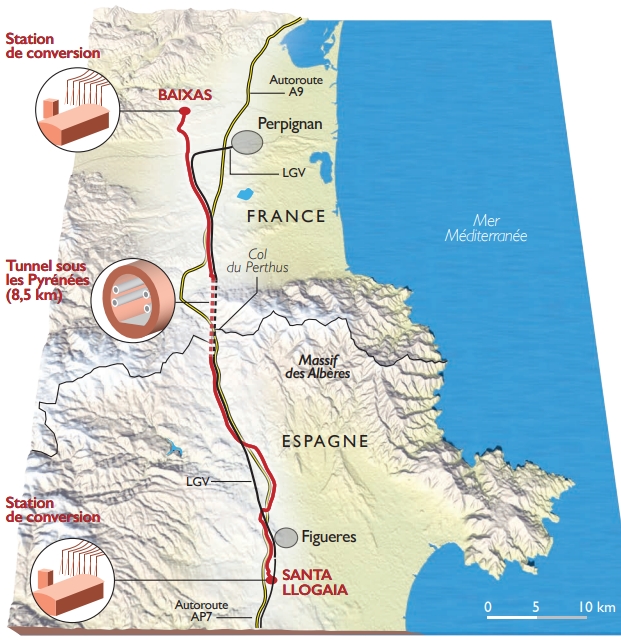 Station
de conversion
BAIXAS
Autoroute
A9
Perpignan
LGV
FRANCE
Mer
Méditerranée
Col
du Perthus
Tunnel sous
les Pyrénées
(8,5 km)
Massif
des Albères
ESPAGNE
LGV
Station
de conversion
Figueres
SANTA
LLOGAIA
Autoroute
AP7
0 5 10 km